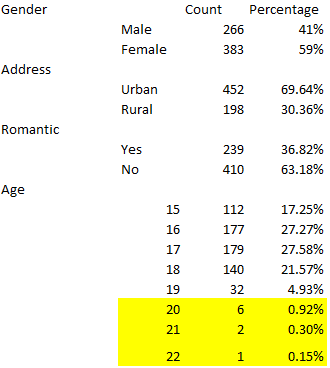 Gender Count Percentage
Male 266 41%
Female 383 59%
Address
Urban 452 69.64%
Rural 198 30.36%
Romantic
Yes 239 36.82%
No 410 63.18%
Age
15 112 17.25%
16 177 27.27%
17 179 27.58%
18 140 21.57%
19 32 4.93%
20 6 0.92%
21 2 0.30%
22 1 0.15%